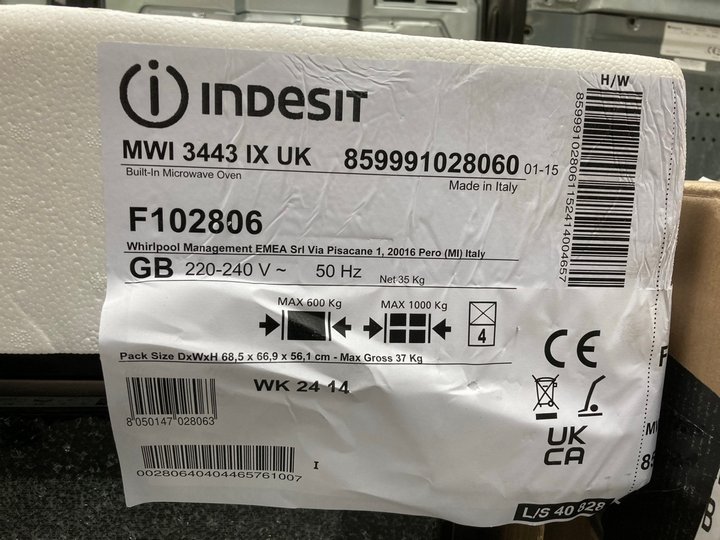 INDESIT
H/W
MWI 3443 IX UK 859991028060 01-15
Built-In Microwave Oven
Made in Italy
F102806
Whirlpool Management EMEA Srl Via Pisacane 1, 20016 Pero (MI) Italy
GB 220-240 V ~ 50 Hz Net 35 Kg
MAX 600 Kg MAX 1000 Kg
4
Pack Size DxWxH 68,5 x 66,9 x 56,1 cm - Max Gross 37 Kg
WK 24 14
8 050147 028063
00280640404465761007
I
859991028061152414004657
CE
UK
CA
L/S 40 828
F
M
85
8